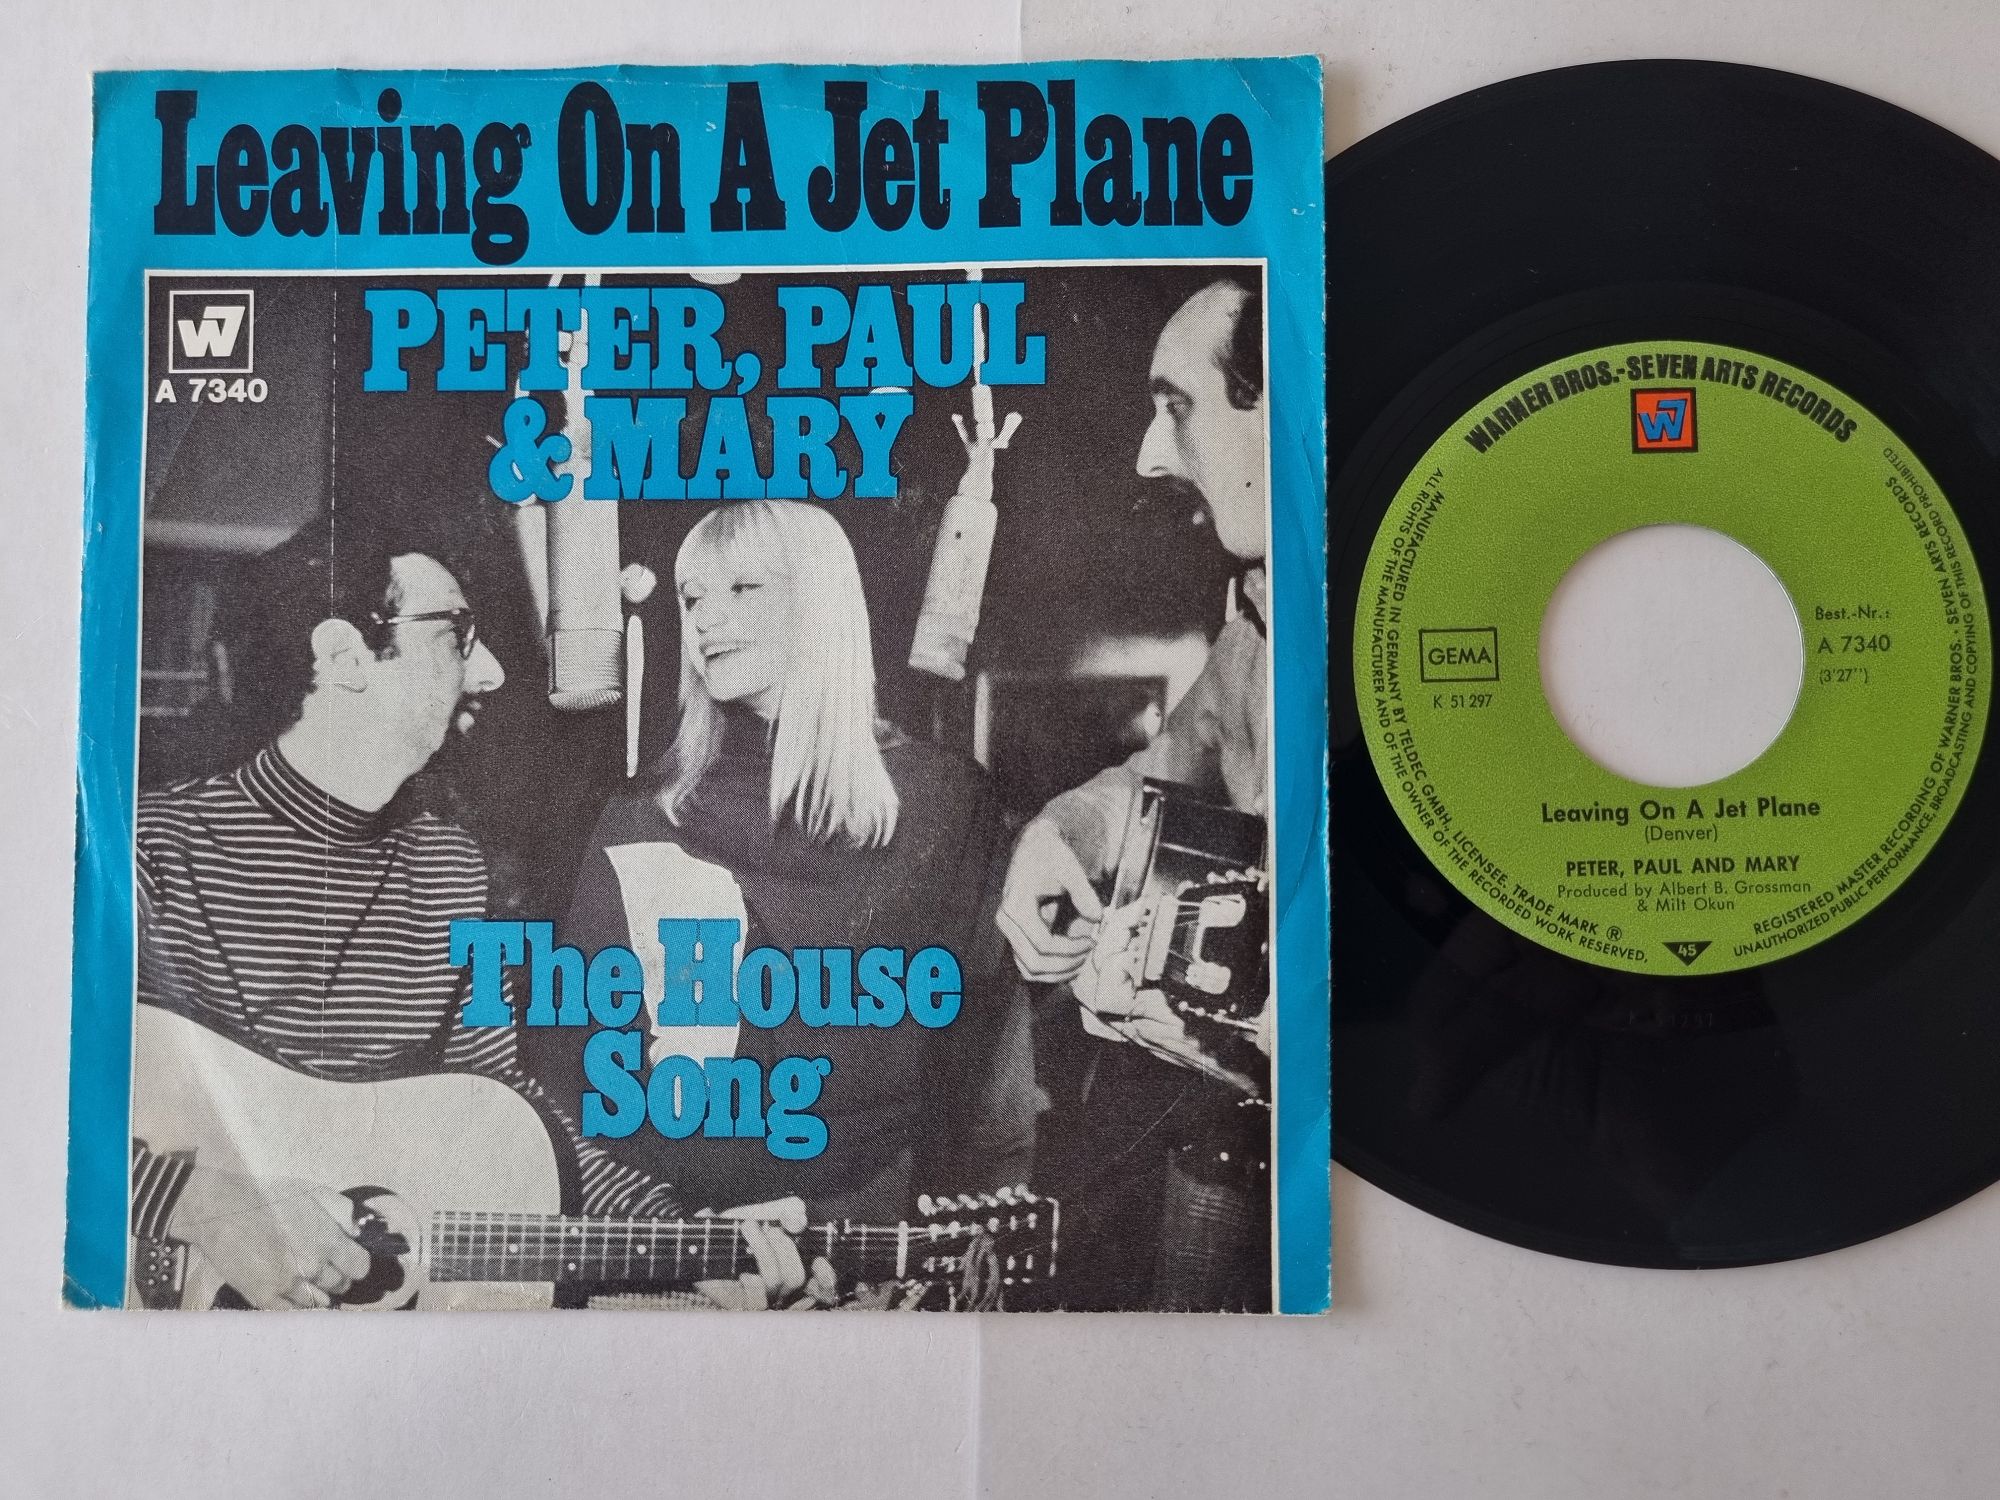 Leaving On A Jet Plane
W7
A 7340
PETER, PAUL
& MARY
The House
Song
WARNER BROS.-SEVEN ARTS RECORDS
W7
MANUFACTURED IN GERMANY BY TELDEC GMBH., LICENSEE. TRADE MARK ® REGISTERED MASTER RECORDING OF WARNER BROS. • SEVEN ARTS RECORDS
ALL RIGHTS OF THE MANUFACTURER AND OF THE OWNER OF THE RECORDED WORK RESERVED, UNAUTHORIZED PUBLIC PERFORMANCE, BROADCASTING AND COPYING OF THIS RECORD PROHIBITED
GEMA
K 51 297
Best.-Nr.:
A 7340
(3'27'')
Leaving On A Jet Plane
(Denver)
PETER, PAUL AND MARY
Produced by Albert B. Grossman
& Milt Okun
45
K 51297